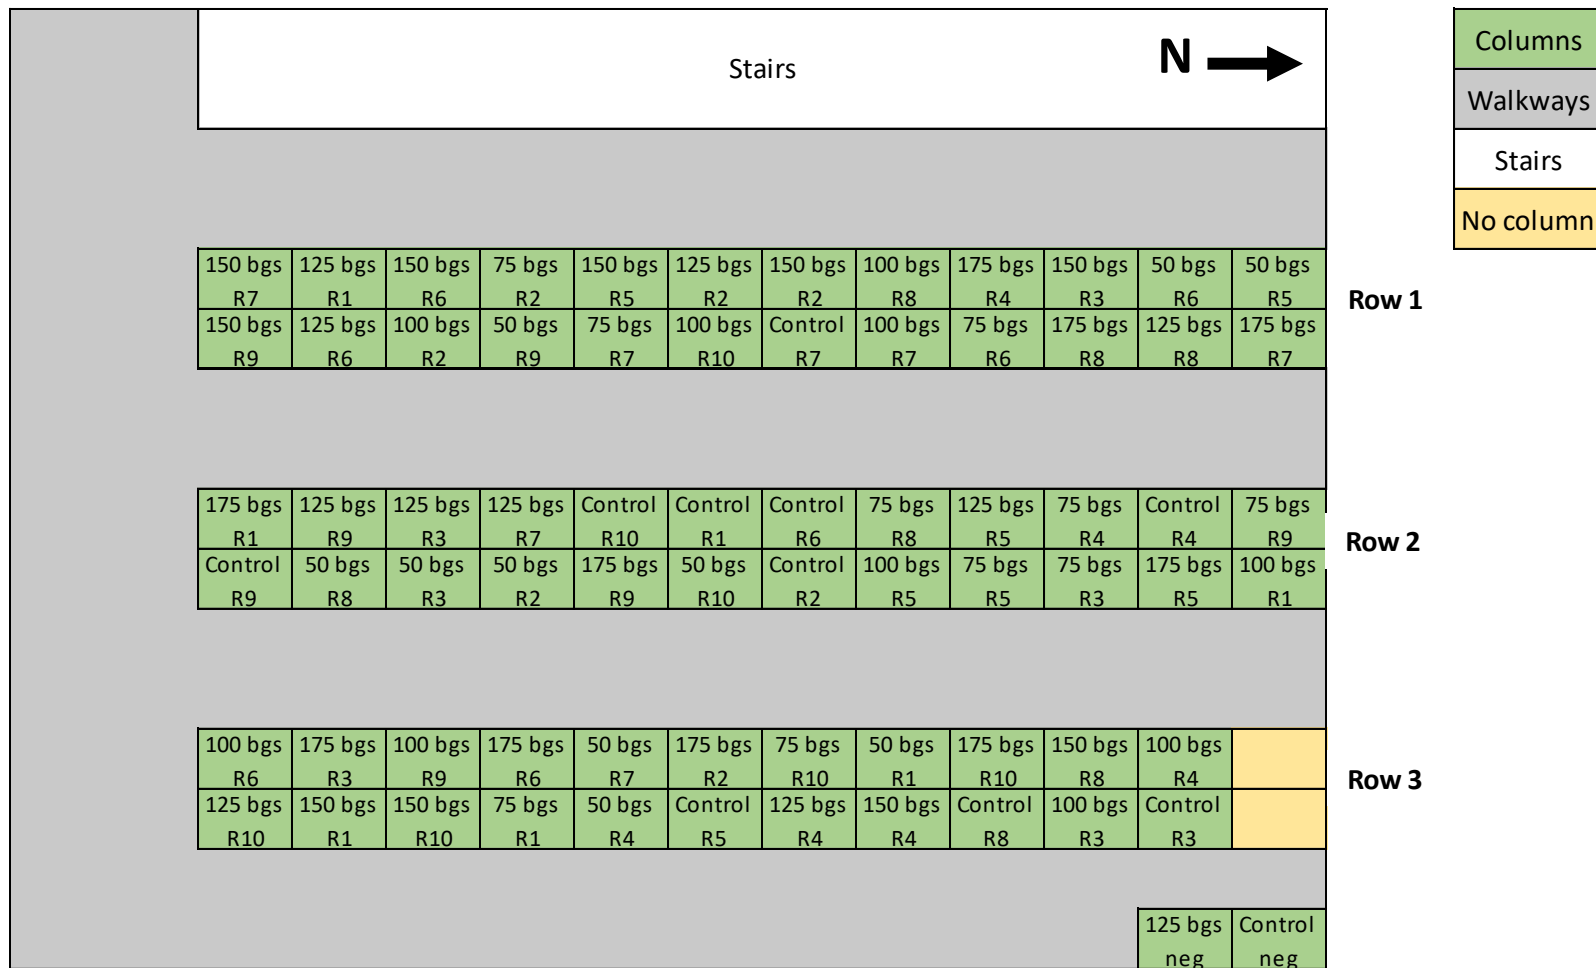 Stairs
N
Columns
Walkways
Stairs
No column
150 bgs 125 bgs 150 bgs 75 bgs 150 bgs 125 bgs 150 bgs 100 bgs 175 bgs 150 bgs 50 bgs 50 bgs
R7 R1 R6 R2 R5 R2 R2 R8 R4 R3 R6 R5
Row 1
150 bgs 125 bgs 100 bgs 50 bgs 75 bgs 100 bgs Control 100 bgs 75 bgs 175 bgs 125 bgs 175 bgs
R9 R6 R2 R9 R7 R10 R7 R7 R6 R8 R8 R7
175 bgs 125 bgs 125 bgs 125 bgs Control Control Control 75 bgs 125 bgs 75 bgs Control 75 bgs
R1 R9 R3 R7 R10 R1 R6 R8 R5 R4 R4 R9
Row 2
Control 50 bgs 50 bgs 50 bgs 175 bgs 50 bgs Control 100 bgs 75 bgs 75 bgs 175 bgs 100 bgs
R9 R8 R3 R2 R9 R10 R2 R5 R5 R3 R5 R1
100 bgs 175 bgs 100 bgs 175 bgs 50 bgs 175 bgs 75 bgs 50 bgs 175 bgs 150 bgs 100 bgs
R6 R3 R9 R6 R7 R2 R10 R1 R10 R8 R4
Row 3
125 bgs 150 bgs 150 bgs 75 bgs 50 bgs Control 125 bgs 150 bgs Control 100 bgs Control
R10 R1 R10 R1 R4 R5 R4 R4 R8 R3 R3
125 bgs Control
neg neg